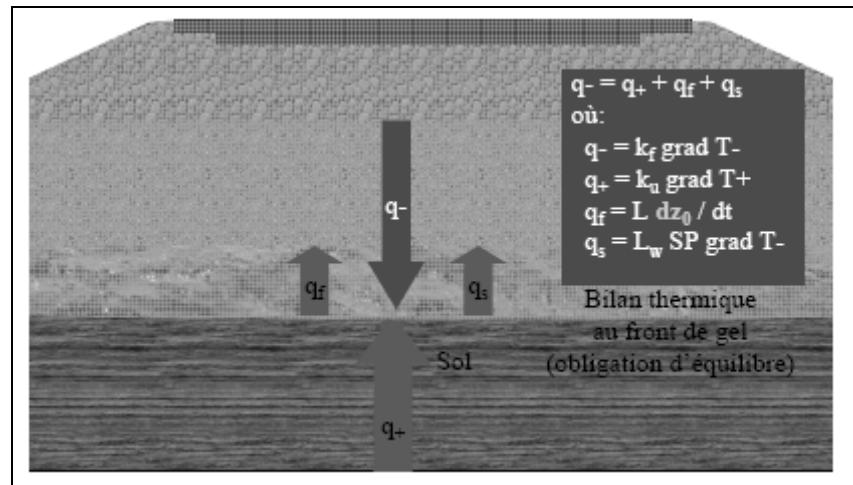 q- = q+ + qf + qs
où:
q- = kf grad T-
q+ = ku grad T+
qf = L dz0 / dt
qs = Lw SP grad T-
q-
qf
qs
Bilan thermique
au front de gel
(obligation d'équilibre)
Sol
q+